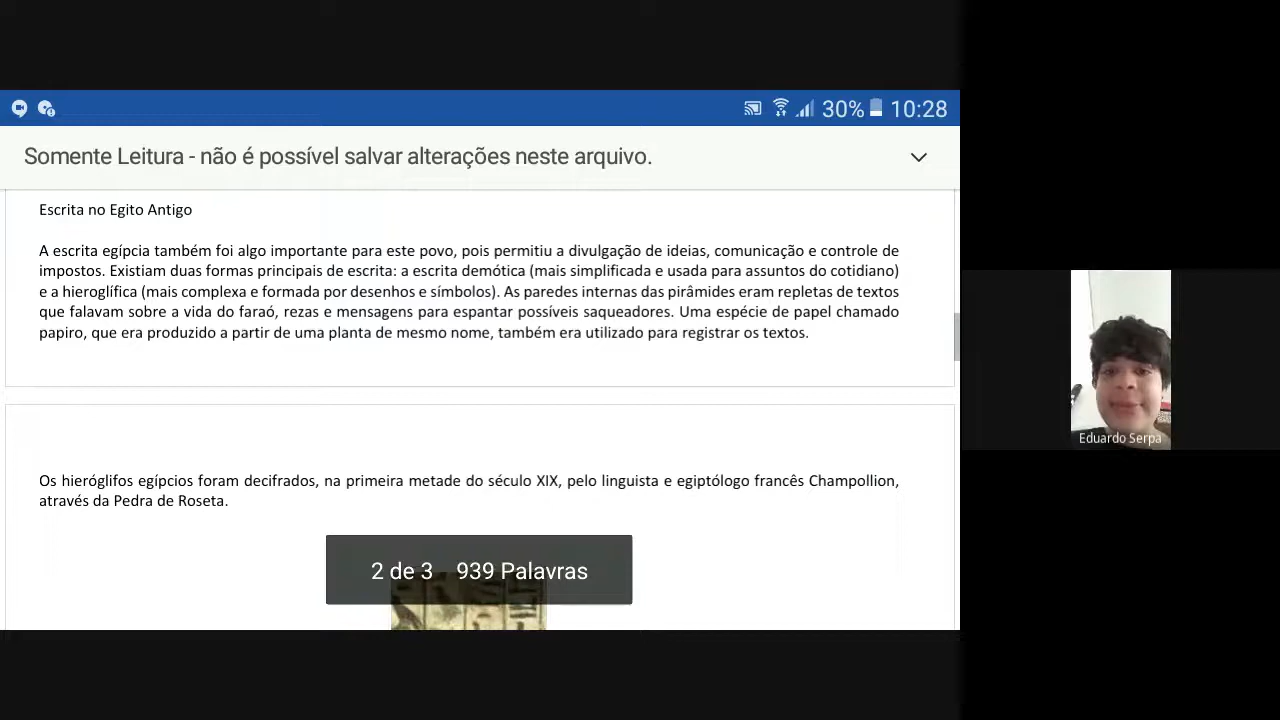 30% 10:28
Somente Leitura - não é possível salvar alterações neste arquivo.
Escrita no Egito Antigo
A escrita egípcia também foi algo importante para este povo, pois permitiu a divulgação de ideias, comunicação e controle de
impostos. Existiam duas formas principais de escrita: a escrita demótica (mais simplificada e usada para assuntos do cotidiano)
e a hieroglífica (mais complexa e formada por desenhos e símbolos). As paredes internas das pirâmides eram repletas de textos
que falavam sobre a vida do faraó, rezas e mensagens para espantar possíveis saqueadores. Uma espécie de papel chamado
papiro, que era produzido a partir de uma planta de mesmo nome, também era utilizado para registrar os textos.
Eduardo Serpa
Os hieróglifos egípcios foram decifrados, na primeira metade do século XIX, pelo linguista e egiptólogo francês Champollion,
através da Pedra de Roseta.
2 de 3 939 Palavras